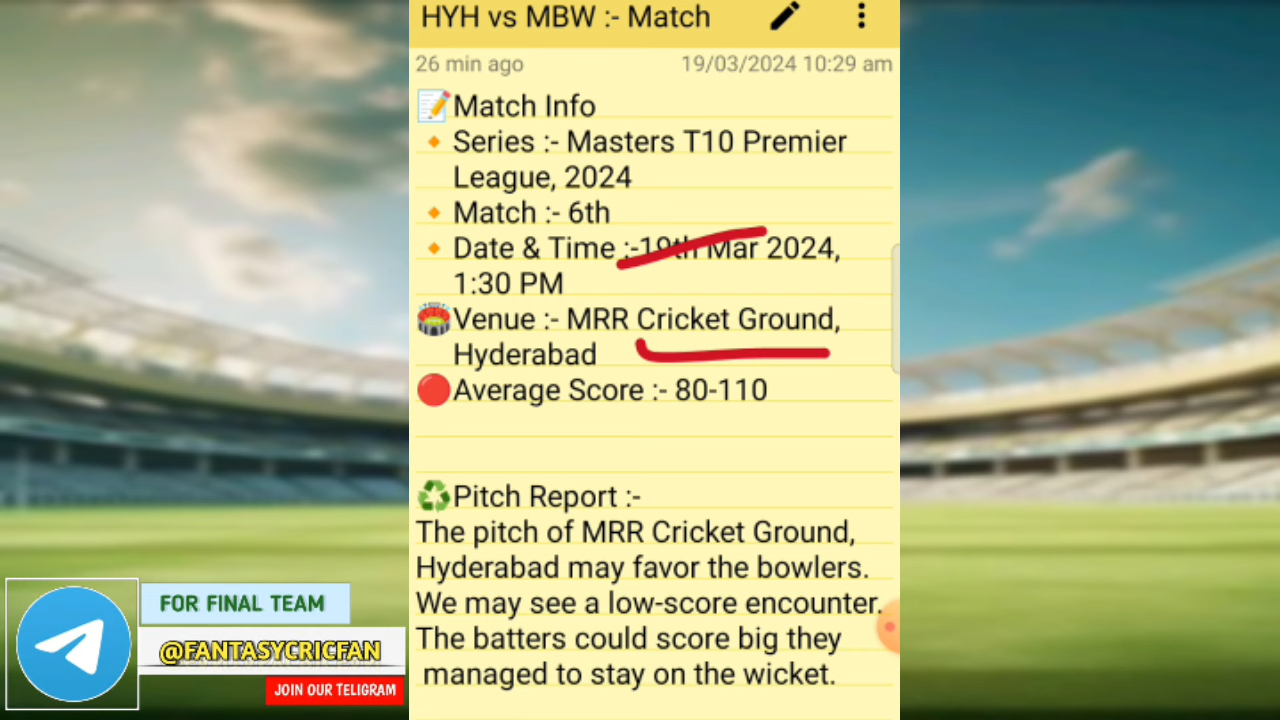 HYH vs MBW :- Match
26 min ago 19/03/2024 10:29 am
📝Match Info
🔸Series :- Masters T10 Premier
League, 2024
🔸Match :- 6th
🔸Date & Time :-19th Mar 2024,
1:30 PM
🏟Venue :- MRR Cricket Ground,
Hyderabad
🔴Average Score :- 80-110
♻️Pitch Report :-
The pitch of MRR Cricket Ground,
Hyderabad may favor the bowlers.
We may see a low-score encounter.
The batters could score big they
managed to stay on the wicket.
FOR FINAL TEAM
@FANTASYCRICFAN
JOIN OUR TELIGRAM